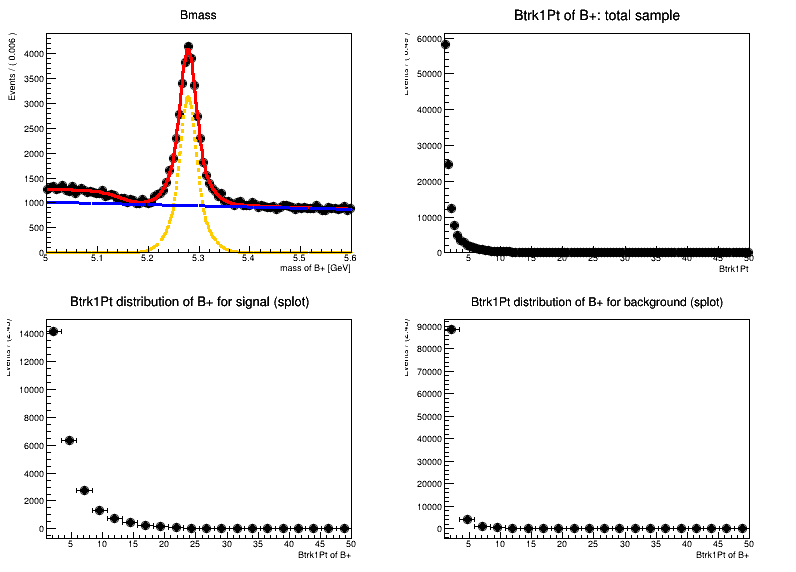 Bmass
Events / ( 0.006 )
4000
3500
3000
2500
2000
1500
1000
500
0
5 5.1 5.2 5.3 5.4 5.5 5.6
mass of B+ [GeV]
Btrk1Pt of B+: total sample
60000
50000
40000
30000
20000
10000
0
5 10 15 20 25 30 35 40 45 50
Btrk1Pt
Btrk1Pt distribution of B+ for signal (splot)
14000
12000
10000
8000
6000
4000
2000
0
5 10 15 20 25 30 35 40 45 50
Btrk1Pt of B+
Btrk1Pt distribution of B+ for background (splot)
90000
80000
70000
60000
50000
40000
30000
20000
10000
0
5 10 15 20 25 30 35 40 45 50
Btrk1Pt of B+